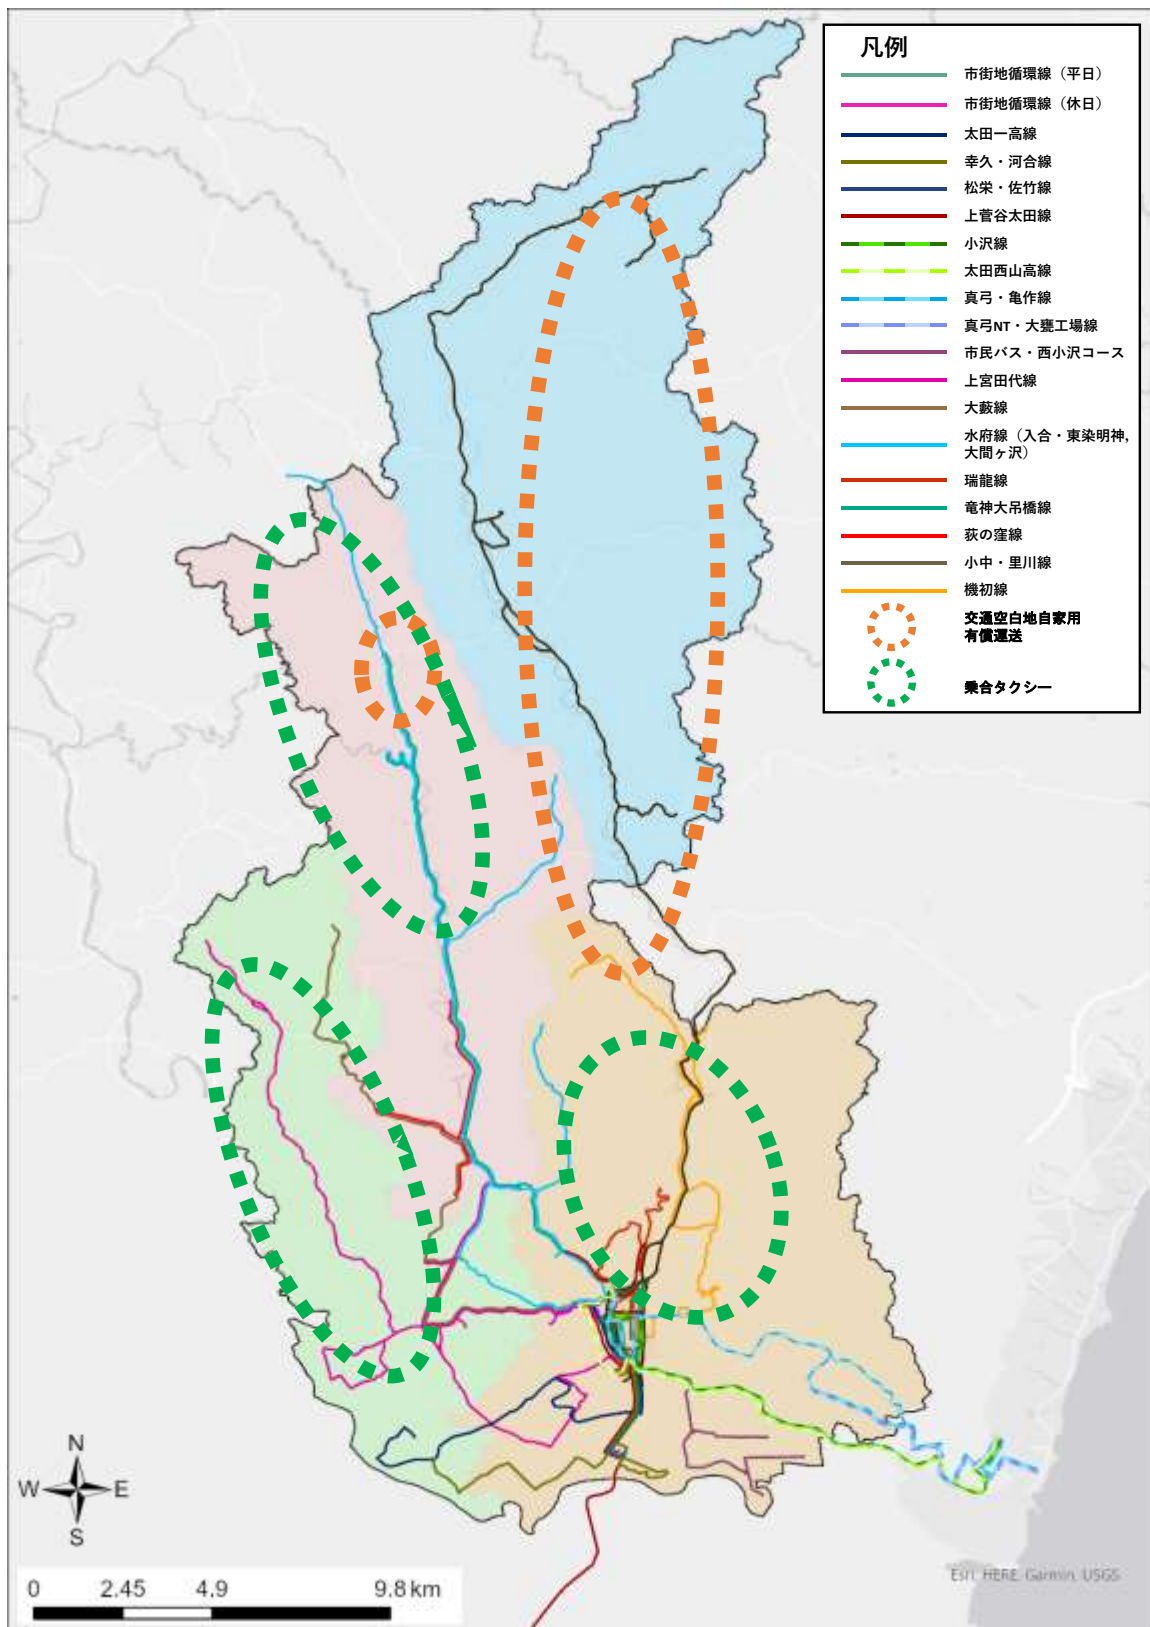 凡例
市街地循環線（平日）
市街地循環線（休日）
太田一高線
幸久・河合線
松栄・佐竹線
上菅谷太田線
小沢線
太田西山高線
真弓・亀作線
真弓NT・大甕工場線
市民バス・西小沢コース
上宮田代線
大藪線
水府線（入合・東染明神,
大間ヶ沢）
瑞龍線
竜神大吊橋線
荻の窪線
小中・里川線
機初線
交通空白地自家用
有償運送
乗合タクシー
N
W E
S
0 2.45 4.9 9.8 km
Esri, HERE, Garmin, USGS